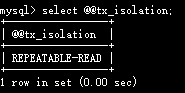 mysql> select @@tx_isolation;
+-----------------+
| @@tx_isolation  |
+-----------------+
| REPEATABLE-READ |
+-----------------+
1 row in set (0.00 sec)